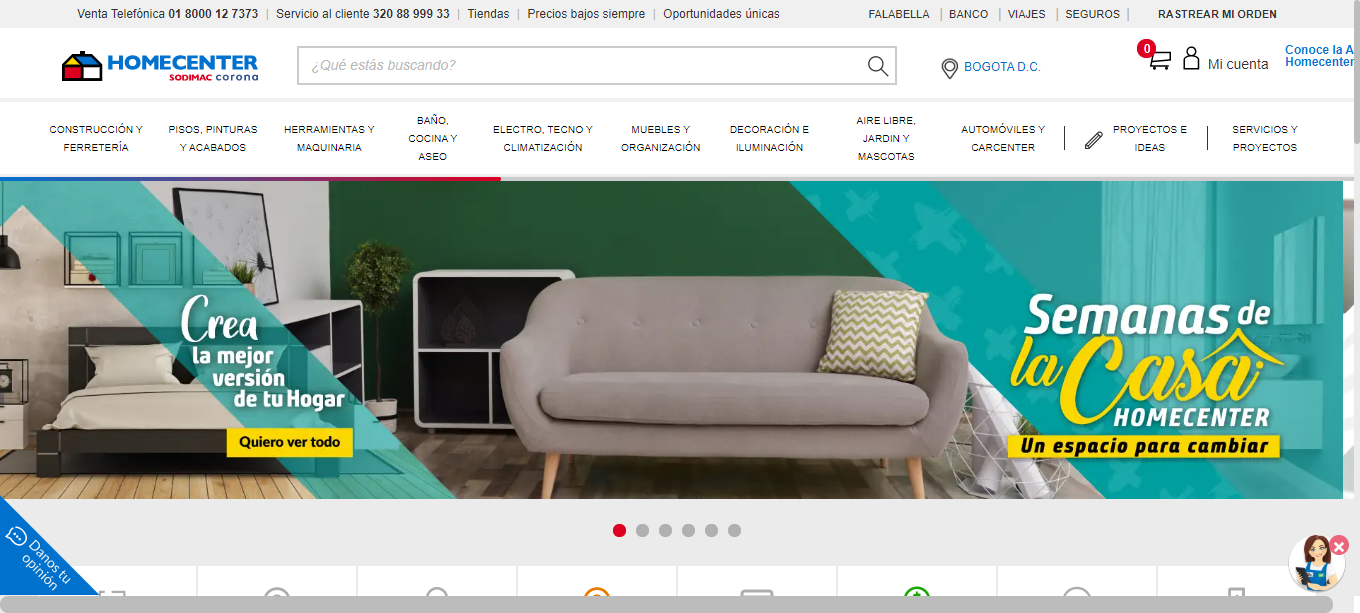 Venta Telefónica 01 8000 12 7373 | Servicio al cliente 320 88 999 33 | Tiendas | Precios bajos siempre | Oportunidades únicas FALABELLA | BANCO | VIAJES | SEGUROS | RASTREAR MI ORDEN
HOMECENTER
SODIMAC corona
¿Qué estás buscando?
BOGOTA D.C.
0
Mi cuenta
Conoce la A
Homecenter
CONSTRUCCIÓN Y
FERRETERÍA
PISOS, PINTURAS
Y ACABADOS
HERRAMIENTAS Y
MAQUINARIA
BAÑO,
COCINA Y
ASEO
ELECTRO, TECNO Y
CLIMATIZACIÓN
MUEBLES Y
ORGANIZACIÓN
DECORACIÓN E
ILUMINACIÓN
AIRE LIBRE,
JARDIN Y
MASCOTAS
AUTOMÓVILES Y
CARCENTER
PROYECTOS E
IDEAS
SERVICIOS Y
PROYECTOS
Crea
la mejor
versión
de tu Hogar
Quiero ver todo
Semanas de
la Casa
HOMECENTER
Un espacio para cambiar
Danos tu
opinión